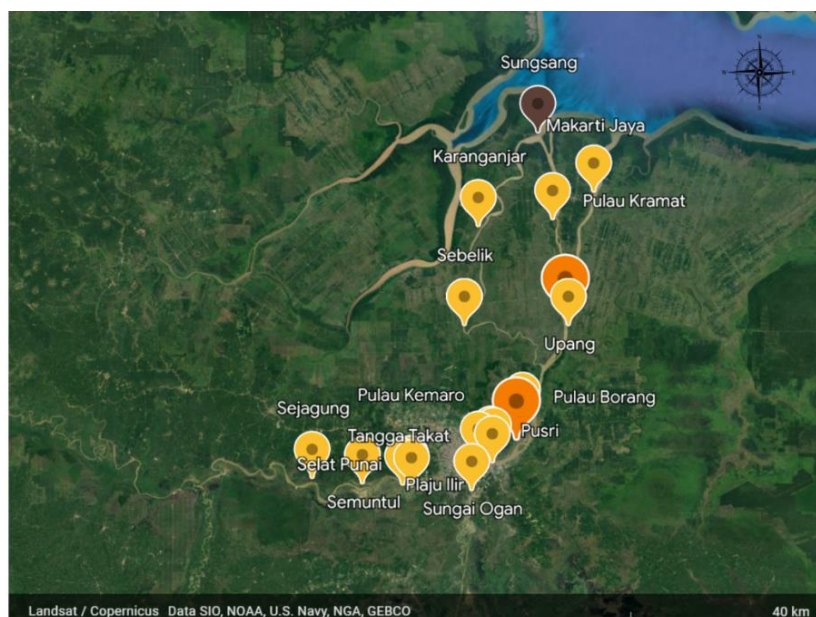 Sungsang
Makarti Jaya
Karanganjar
Pulau Kramat
Sebelik
Upang
Pulau Kemaro
Pulau Borang
Sejagung
Pusri
Tangga Takat
Selat Punai
Plaju Ilir
Semuntul
Sungai Ogan
Landsat / Copernicus Data SIO, NOAA, U.S. Navy, NGA, GEBCO
40 km